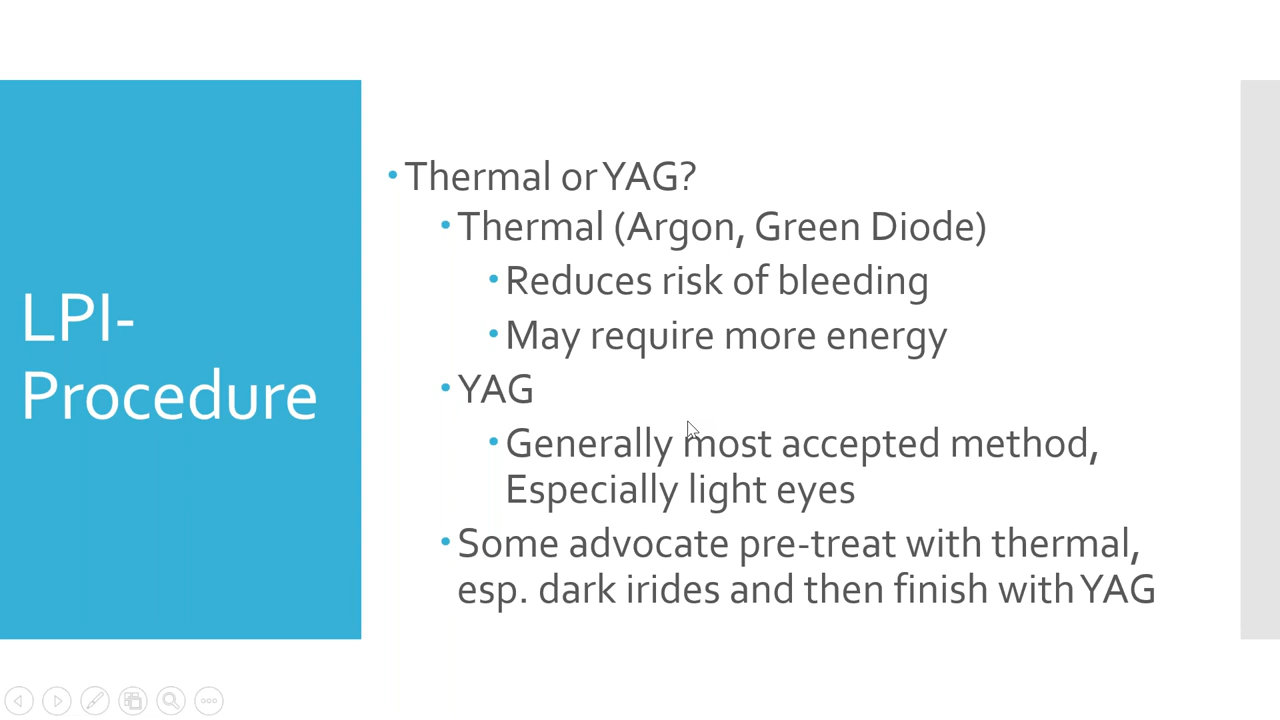 LPI-
Procedure
• Thermal or YAG?
• Thermal (Argon, Green Diode)
• Reduces risk of bleeding
• May require more energy
• YAG
• Generally most accepted method,
Especially light eyes
• Some advocate pre-treat with thermal,
esp. dark irides and then finish with YAG